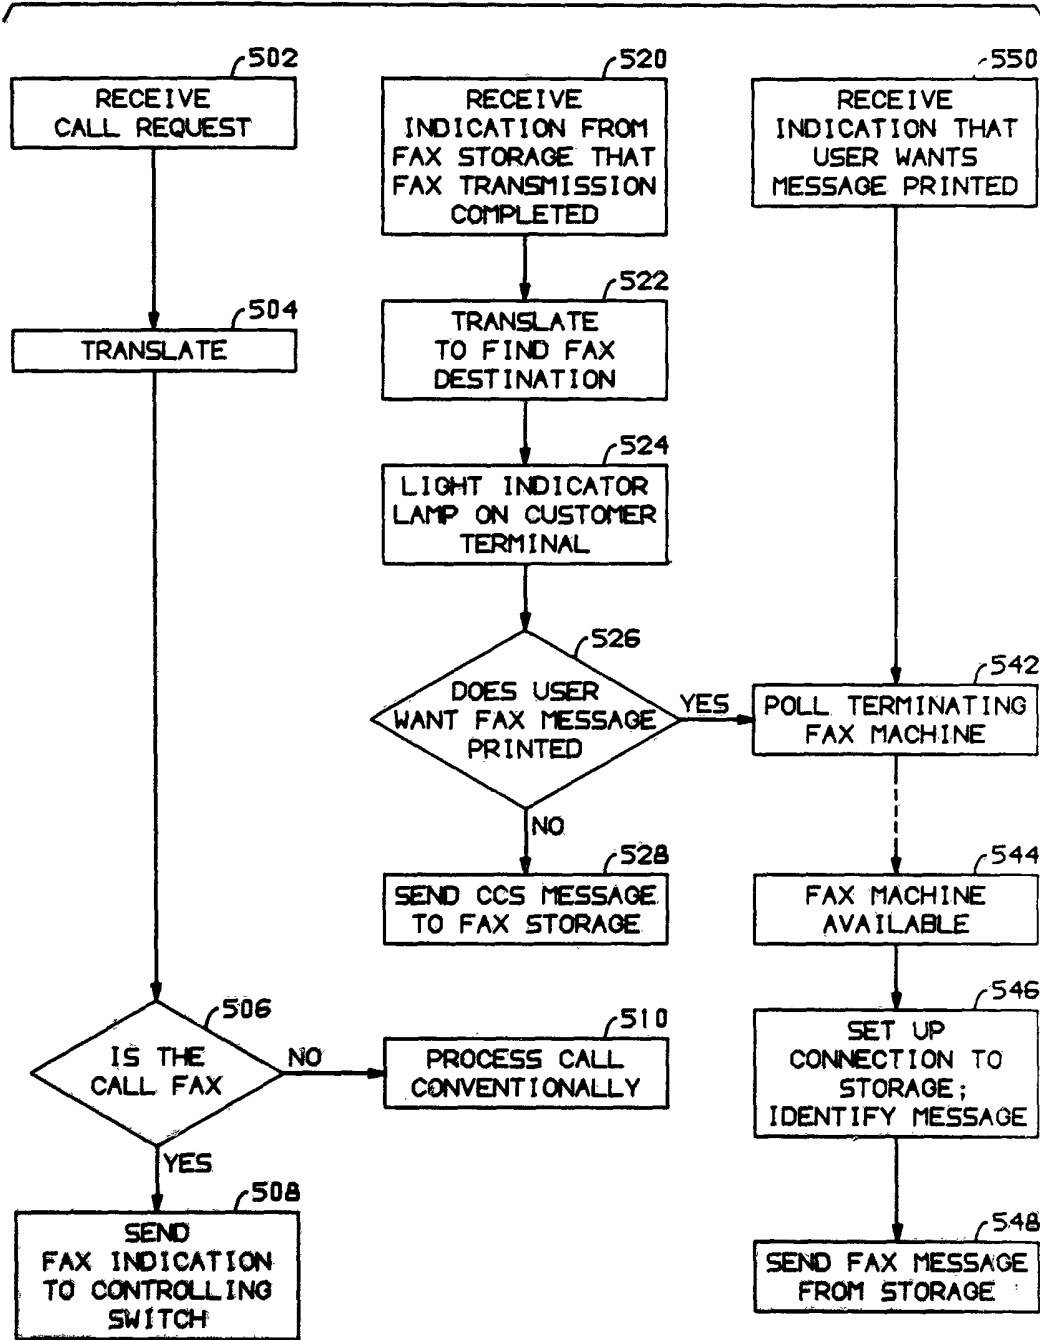 502
RECEIVE
CALL REQUEST
504
TRANSLATE
506
IS THE
CALL FAX
NO
YES
508
SEND
FAX INDICATION
TO CONTROLLING
SWITCH
510
PROCESS CALL
CONVENTIONALLY
520
RECEIVE
INDICATION FROM
FAX STORAGE THAT
FAX TRANSMISSION
COMPLETED
522
TRANSLATE
TO FIND FAX
DESTINATION
524
LIGHT INDICATOR
LAMP ON CUSTOMER
TERMINAL
526
DOES USER
WANT FAX MESSAGE
PRINTED
YES
NO
528
SEND CCS MESSAGE
TO FAX STORAGE
550
RECEIVE
INDICATION THAT
USER WANTS
MESSAGE PRINTED
542
POLL TERMINATING
FAX MACHINE
544
FAX MACHINE
AVAILABLE
546
SET UP
CONNECTION TO
STORAGE;
IDENTIFY MESSAGE
548
SEND FAX MESSAGE
FROM STORAGE